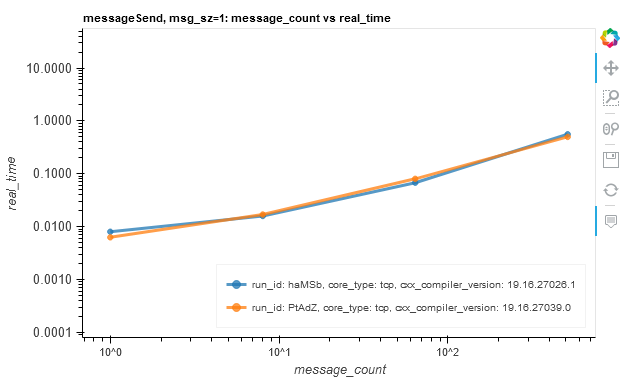 messageSend, msg_sz=1: message_count vs real_time
10.0000
1.0000
0.1000
0.0100
0.0010
0.0001
real_time
run_id: haMSb, core_type: tcp, cxx_compiler_version: 19.16.27026.1
run_id: PtAdZ, core_type: tcp, cxx_compiler_version: 19.16.27039.0
10^0
10^1
10^2
message_count